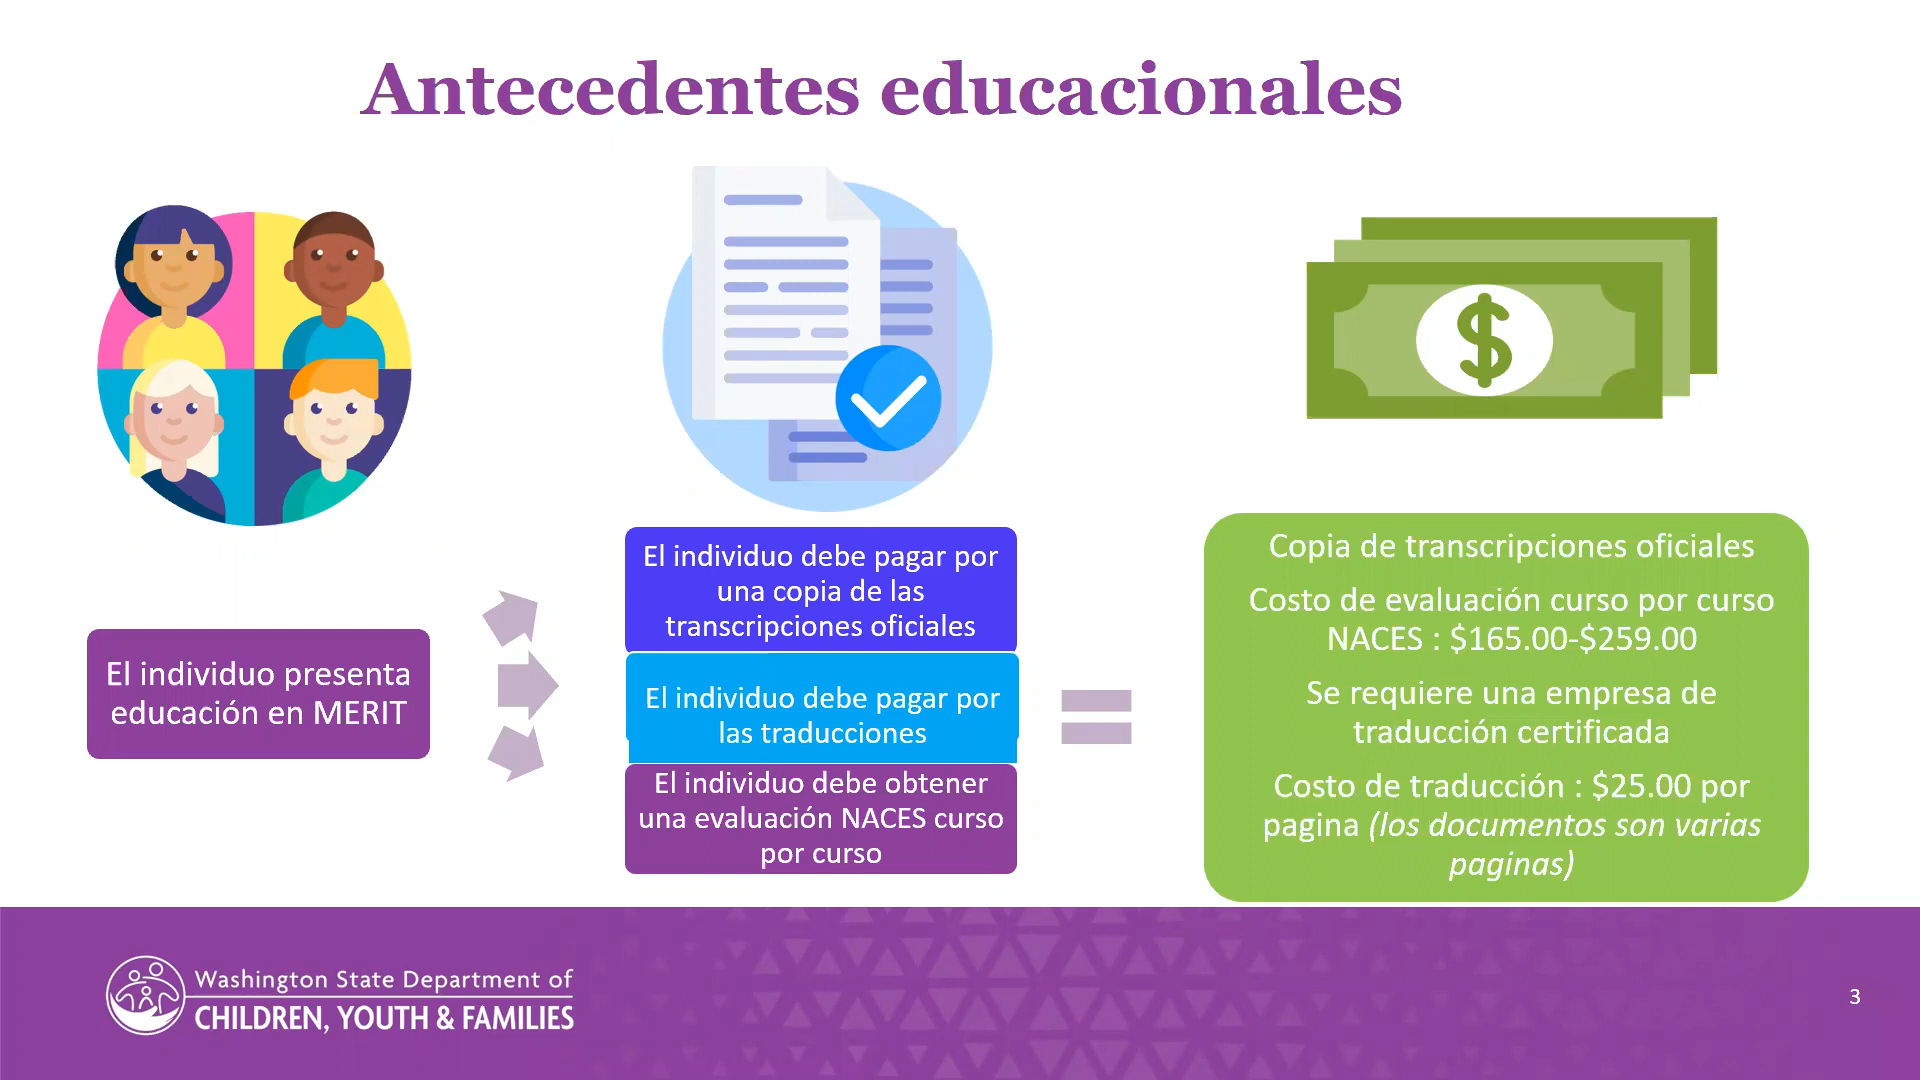 Antecedentes educacionales
El individuo presenta
educación en MERIT
El individuo debe pagar por
una copia de las
transcripciones oficiales
El individuo debe pagar por
las traducciones
El individuo debe obtener
una evaluación NACES curso
por curso
$
Copia de transcripciones oficiales
Costo de evaluación curso por curso
NACES : $165.00-$259.00
Se requiere una empresa de
traducción certificada
Costo de traducción : $25.00 por
pagina (los documentos son varias
paginas)
Washington State Department of
CHILDREN, YOUTH & FAMILIES
3